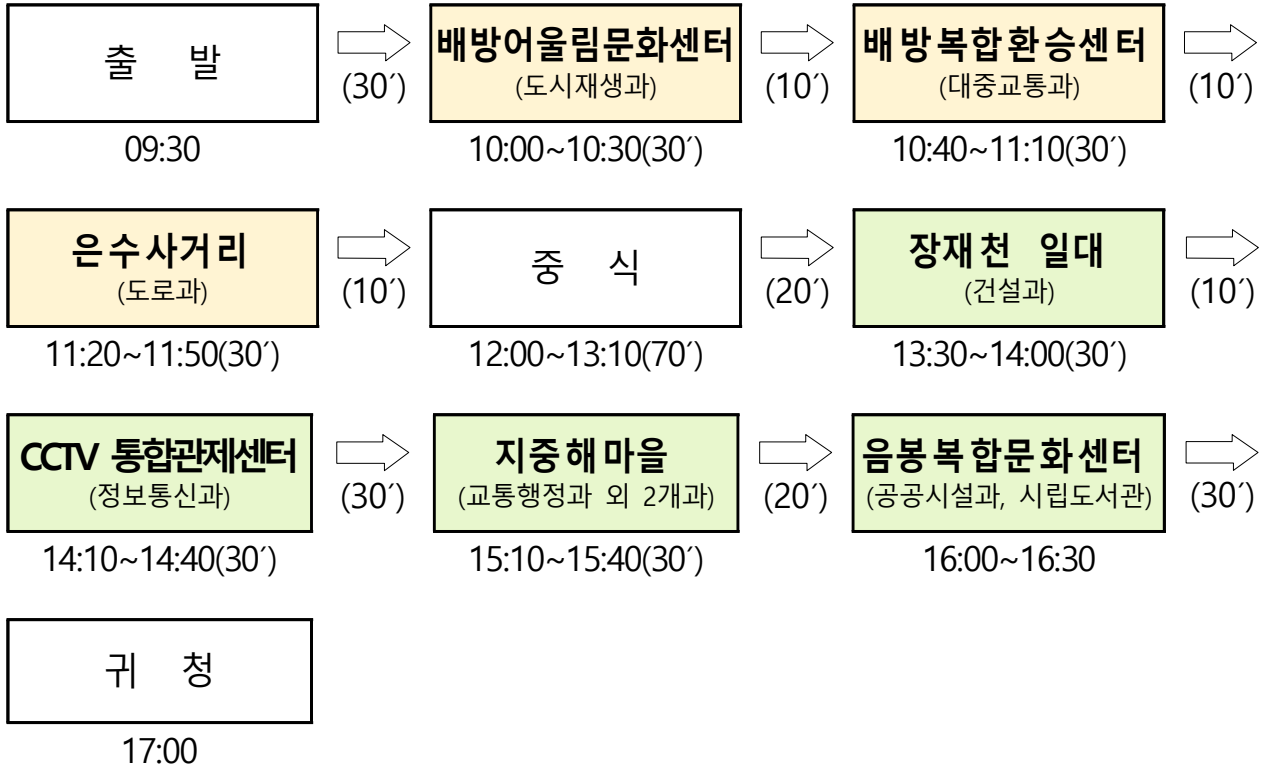 출 발
(30´)
배방어울림문화센터
(도시재생과)
(10´)
배방복합환승센터
(대중교통과)
(10´)
09:30
10:00~10:30(30´)
10:40~11:10(30´)
은수사거리
(도로과)
(10´)
중 식
(20´)
장재천 일대
(건설과)
(10´)
11:20~11:50(30´)
12:00~13:10(70´)
13:30~14:00(30´)
CCTV 통합관제센터
(정보통신과)
(30´)
지중해마을
(교통행정과 외 2개과)
(20´)
음봉복합문화센터
(공공시설과, 시립도서관)
(30´)
14:10~14:40(30´)
15:10~15:40(30´)
16:00~16:30
귀 청
17:00